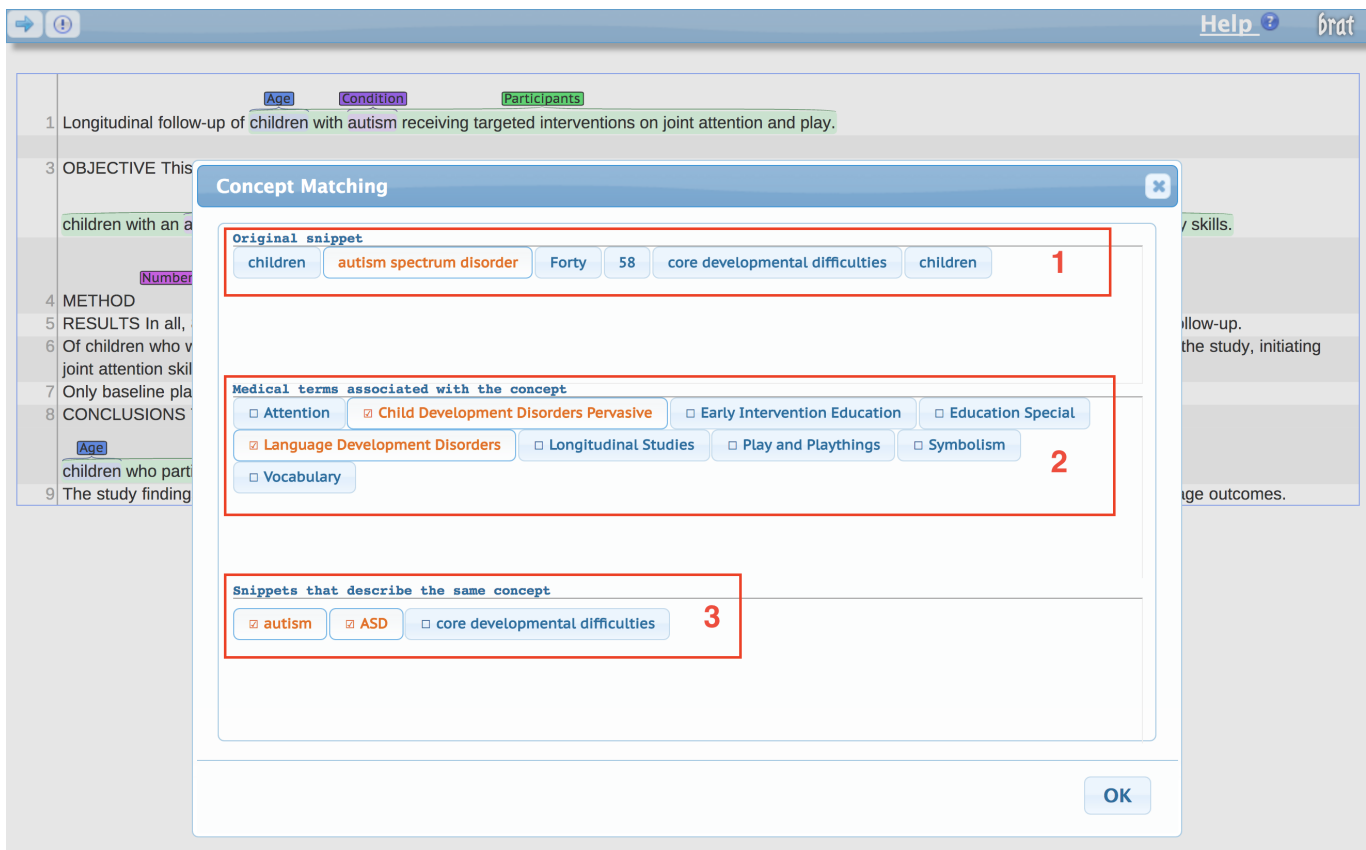 Help ? brat
Age Condition Participants
1 Longitudinal follow-up of children with autism receiving targeted interventions on joint attention and play.
3 OBJECTIVE This
children with an a
y skills.
Number
4 METHOD
5 RESULTS In all,
ollow-up.
6 Of children who w
the study, initiating
joint attention skil
7 Only baseline pla
8 CONCLUSIONS
Age
children who parti
9 The study finding
age outcomes.
Concept Matching
Original snippet
children autism spectrum disorder Forty 58 core developmental difficulties children
1
Medical terms associated with the concept
☐ Attention ☑ Child Development Disorders Pervasive ☐ Early Intervention Education ☐ Education Special
☑ Language Development Disorders ☐ Longitudinal Studies ☐ Play and Playthings ☐ Symbolism
2
☐ Vocabulary
Snippets that describe the same concept
3
☑ autism ☑ ASD ☐ core developmental difficulties
OK